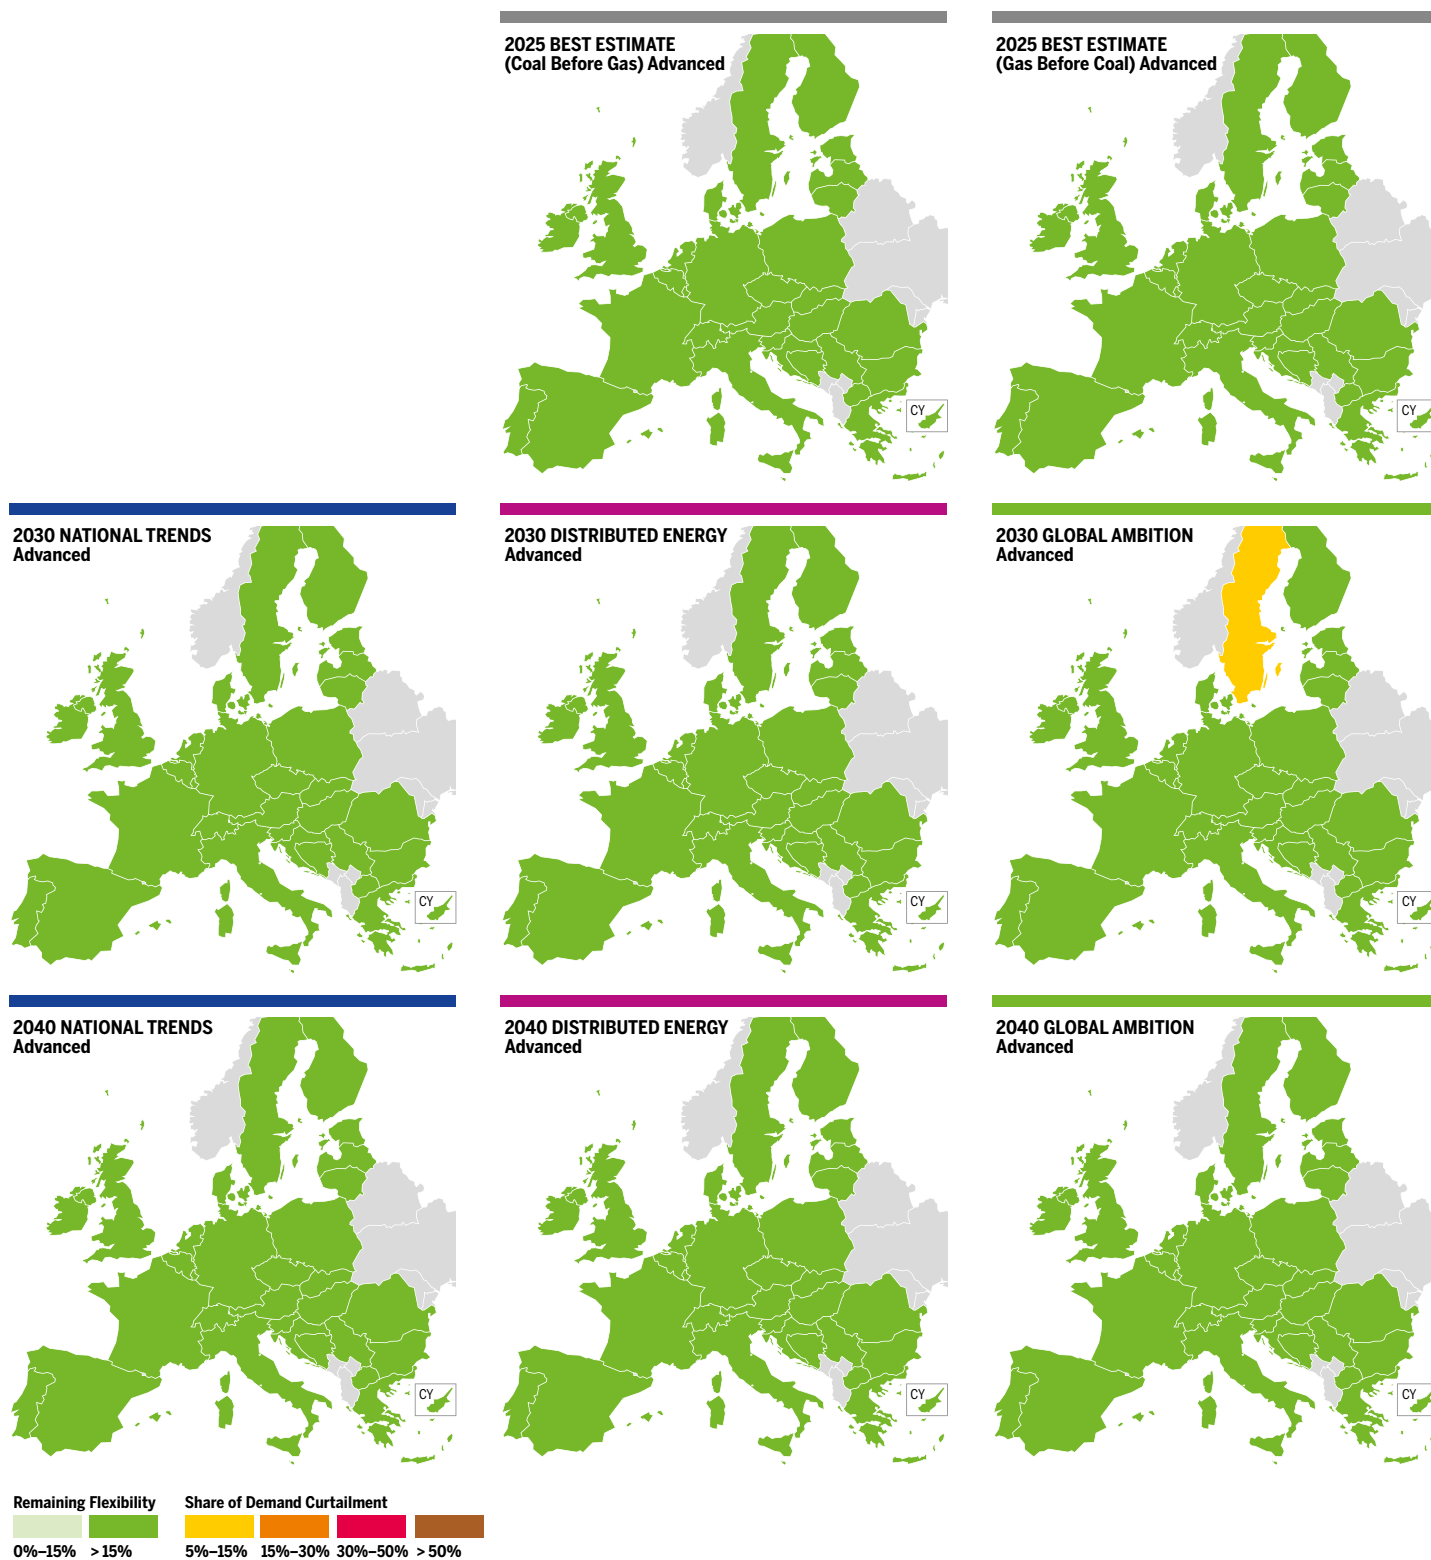 2025 BEST ESTIMATE
(Coal Before Gas) Advanced
2025 BEST ESTIMATE
(Gas Before Coal) Advanced
CY
CY
2030 NATIONAL TRENDS
Advanced
2030 DISTRIBUTED ENERGY
Advanced
2030 GLOBAL AMBITION
Advanced
CY
CY
CY
2040 NATIONAL TRENDS
Advanced
2040 DISTRIBUTED ENERGY
Advanced
2040 GLOBAL AMBITION
Advanced
CY
CY
CY
Remaining Flexibility
Share of Demand Curtailment
0%–15% > 15% 5%–15% 15%–30% 30%–50% > 50%